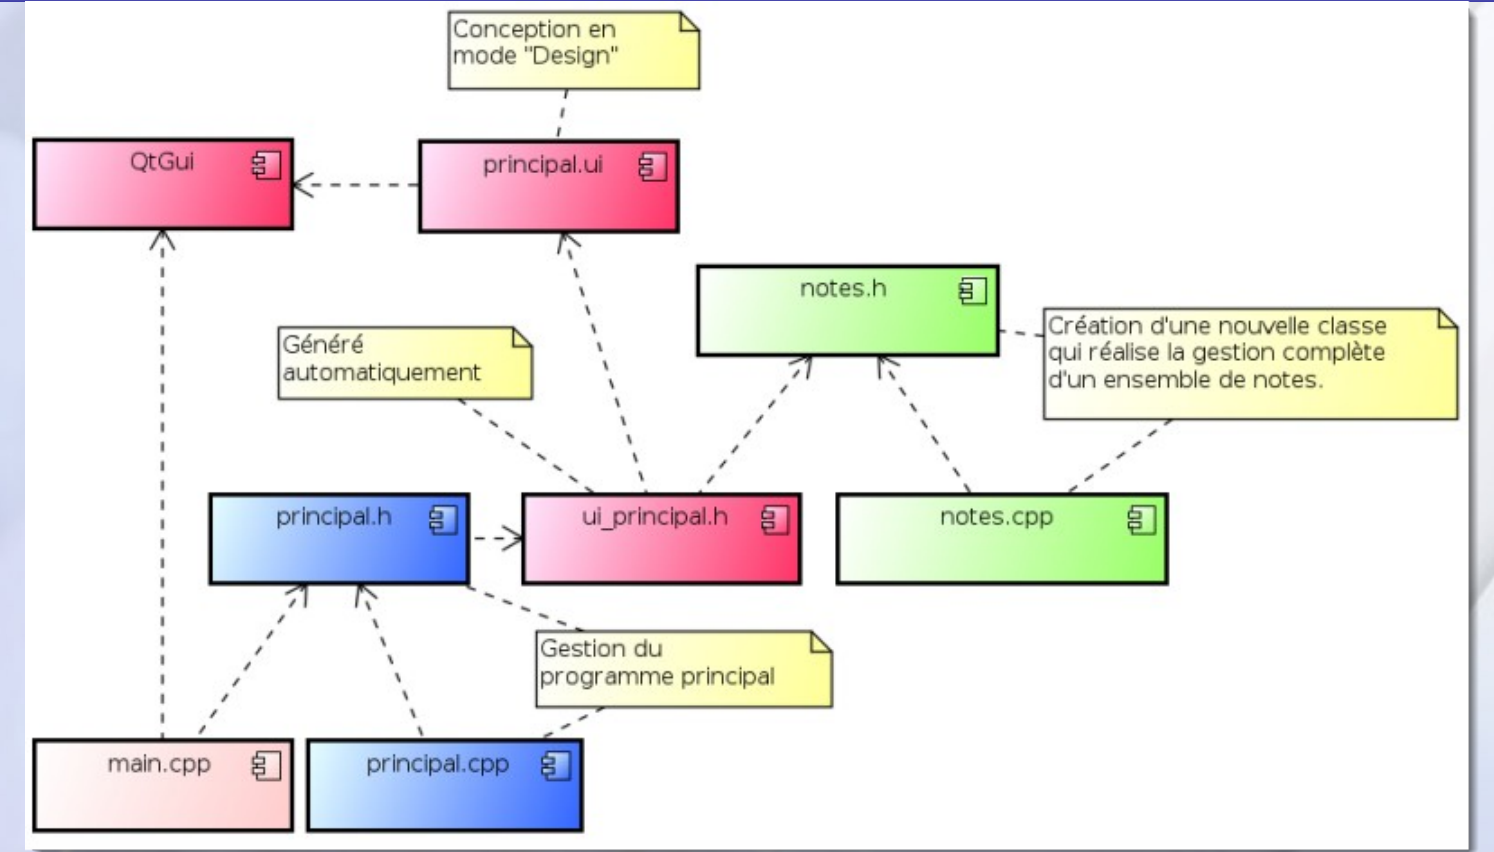 Conception en
mode "Design"
QtGui
principal.ui
notes.h
Création d'une nouvelle classe
qui réalise la gestion complète
d'un ensemble de notes.
Généré
automatiquement
principal.h
ui_principal.h
notes.cpp
Gestion du
programme principal
main.cpp
principal.cpp